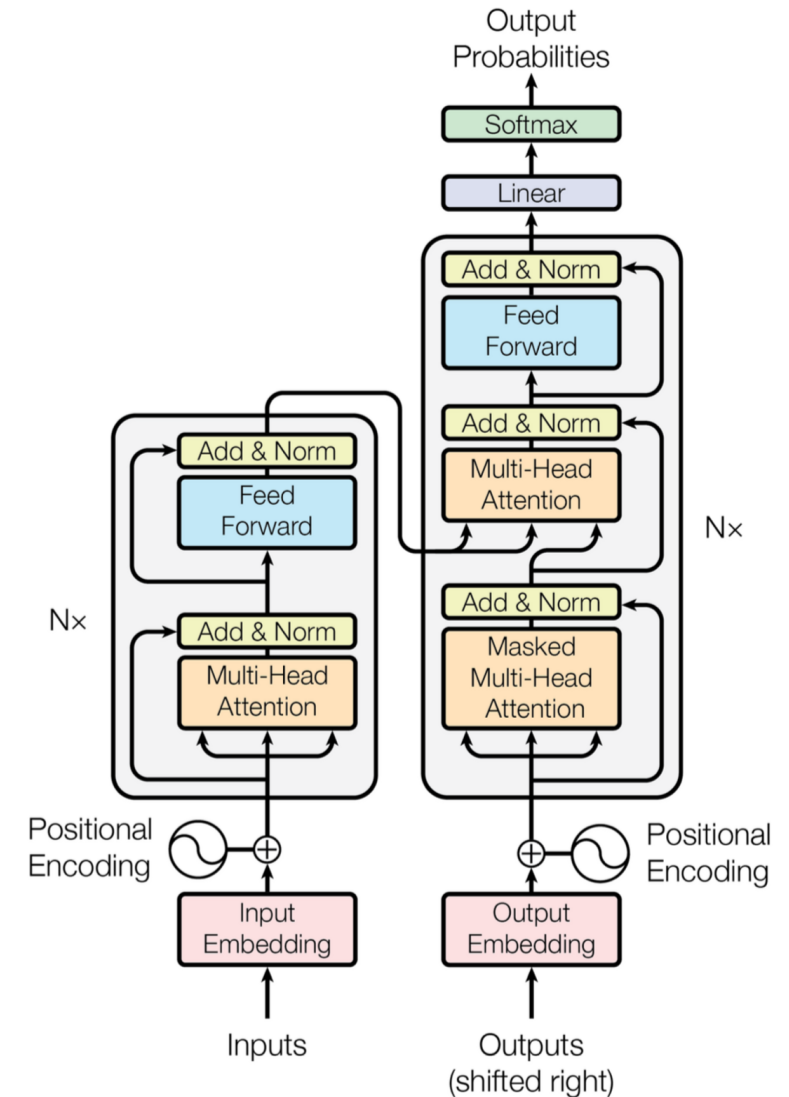 Output
Probabilities
Softmax
Linear
Add & Norm
Feed
Forward
Add & Norm
Multi-Head
Attention
N×
Add & Norm
Masked
Multi-Head
Attention
Add & Norm
Feed
Forward
N×
Add & Norm
Multi-Head
Attention
Positional
Encoding
Positional
Encoding
Input
Embedding
Output
Embedding
Inputs
Outputs
(shifted right)